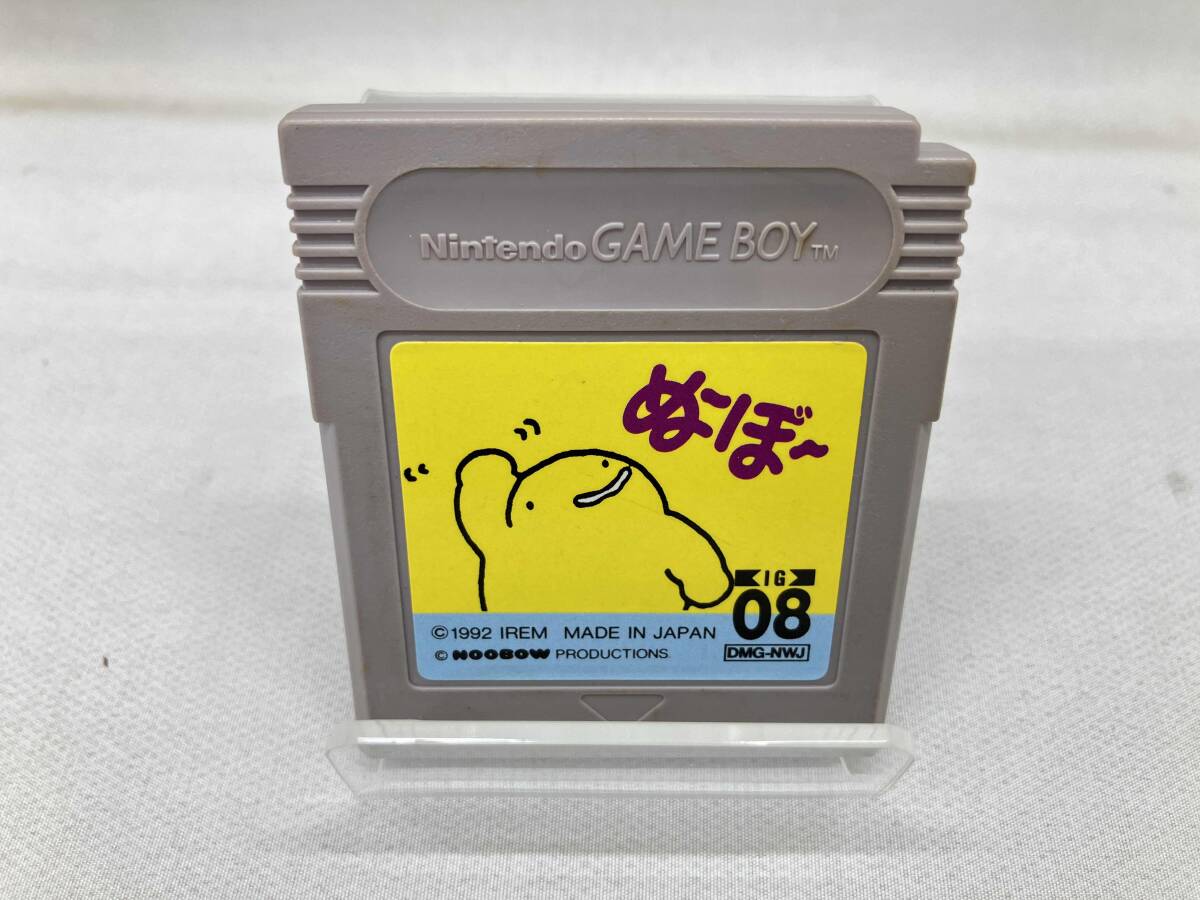 Nintendo GAME BOY TM
ぬ〜ぼ〜
IG
08
©1992 IREM MADE IN JAPAN
© NOOBOW PRODUCTIONS.
DMG-NWJ